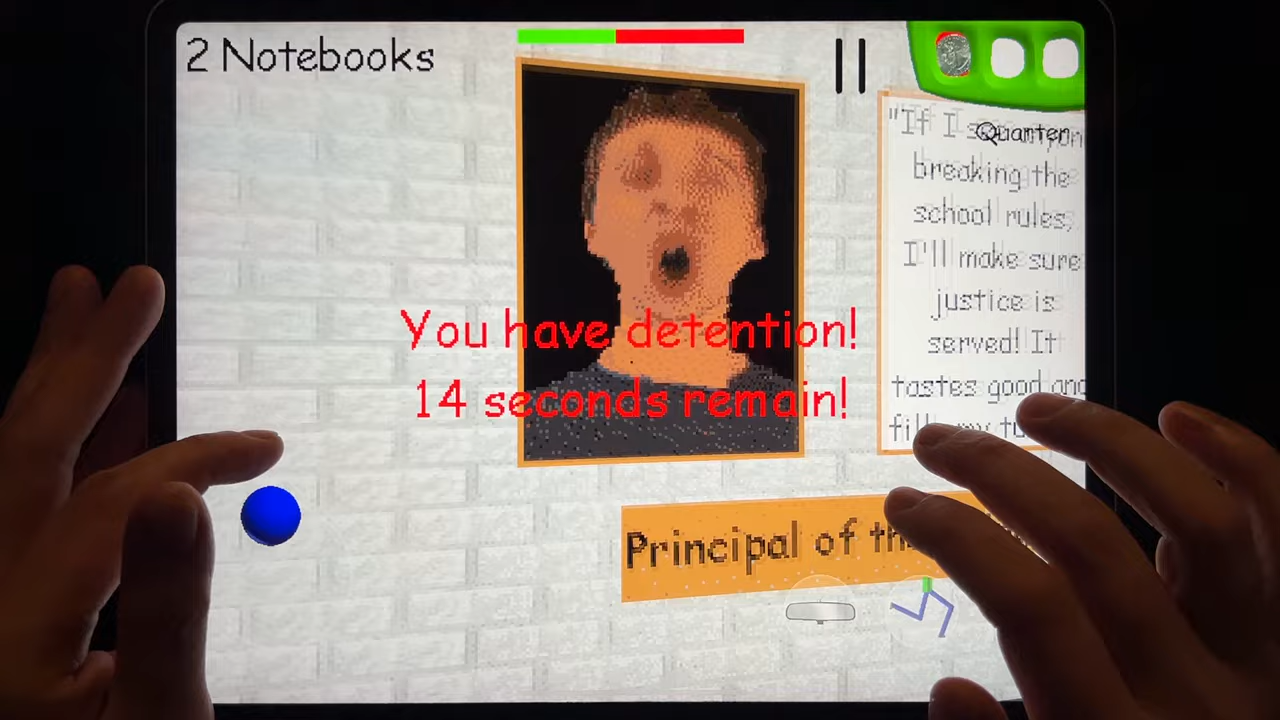 2 Notebooks
Quarter
"If I
breaking the
school rules,
I'll make sure
justice is
served! It
tastes good and
my
You have detention!
14 seconds remain!
Principal of